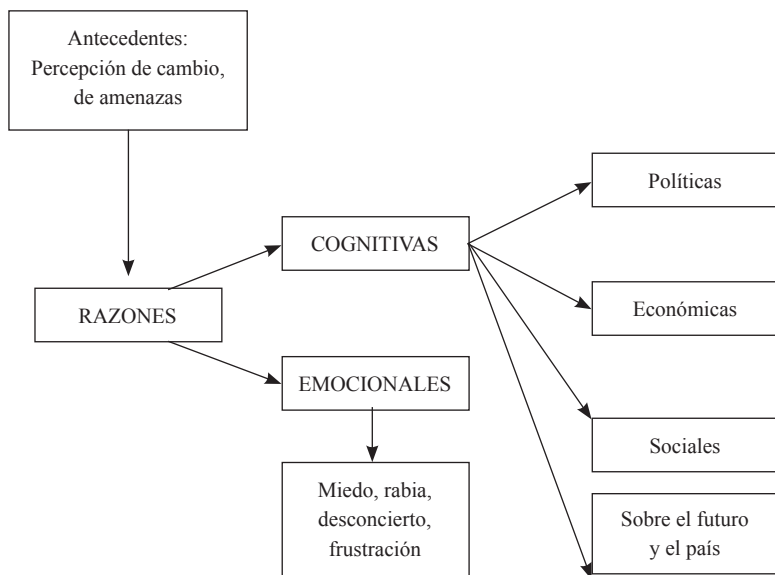 Antecedentes:
Percepción de cambio,
de amenazas
RAZONES
COGNITIVAS
EMOCIONALES
Miedo, rabia,
desconcierto,
frustración
Políticas
Económicas
Sociales
Sobre el futuro
y el país